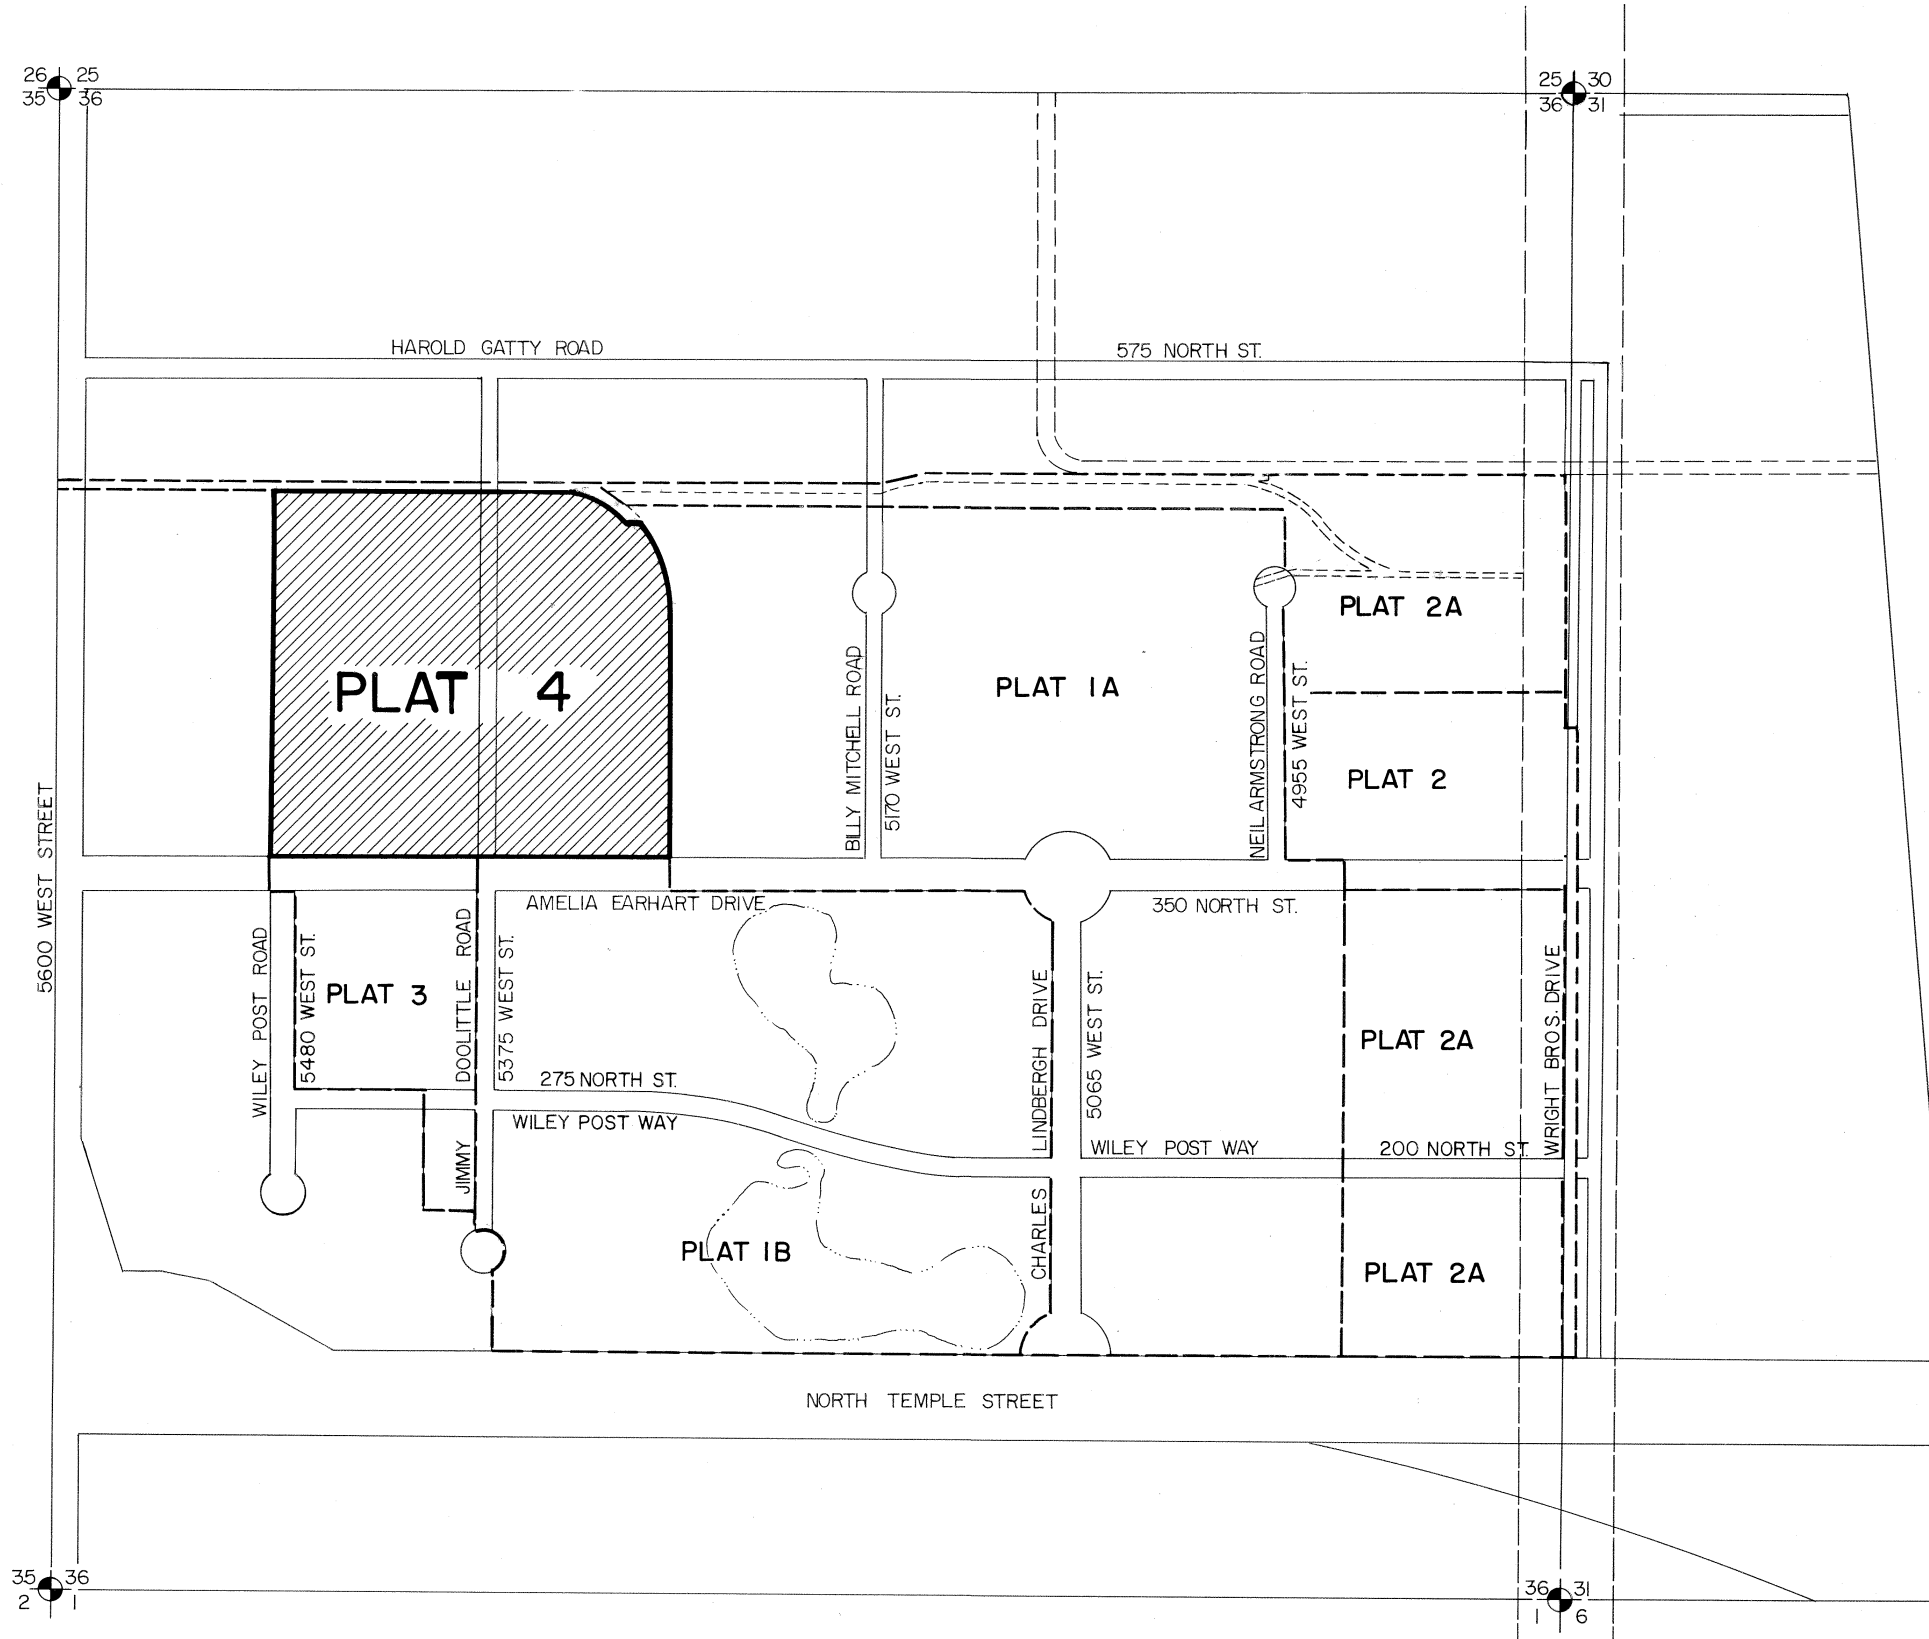 26 25
35 36
25 30
36 31
HAROLD GATTY ROAD
575 NORTH ST.
PLAT 2A
PLAT 4
PLAT 1A
BILLY MITCHELL ROAD
5170 WEST ST.
NEIL ARMSTRONG ROAD
4955 WEST ST.
PLAT 2
5600 WEST STREET
AMELIA EARHART DRIVE
350 NORTH ST.
WILEY POST ROAD
5480 WEST ST.
PLAT 3
JIMMY DOOLITTLE ROAD
5375 WEST ST.
CHARLES LINDBERGH DRIVE
5065 WEST ST.
PLAT 2A
WRIGHT BROS. DRIVE
275 NORTH ST.
WILEY POST WAY
WILEY POST WAY
200 NORTH ST.
PLAT 1B
PLAT 2A
NORTH TEMPLE STREET
35 36
2 1
36 31
1 6